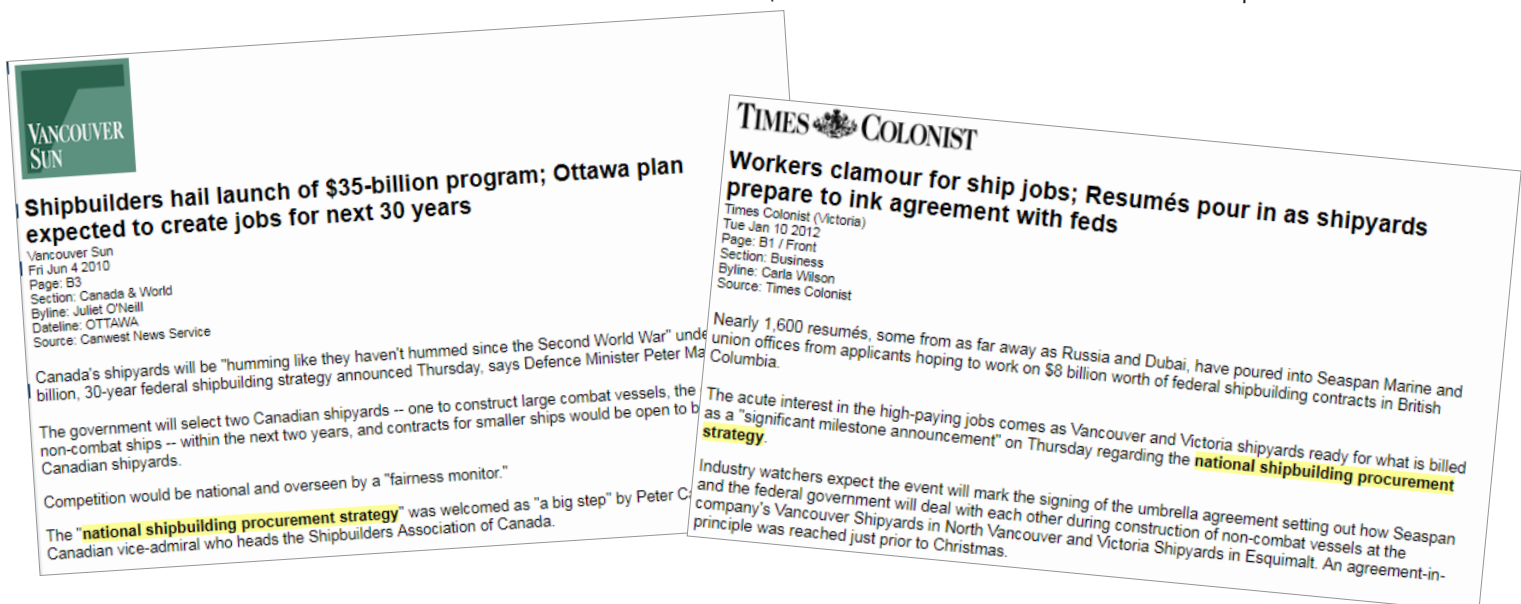 VANCOUVER
SUN
Shipbuilders hail launch of $35-billion program; Ottawa plan
expected to create jobs for next 30 years
Vancouver Sun
Fri Jun 4 2010
Page: B3
Section: Canada & World
Byline: Juliet O'Neill
Dateline: OTTAWA
Source: Canwest News Service
Canada's shipyards will be "humming like they haven't hummed since the Second World War"
billion, 30-year federal shipbuilding strategy announced Thursday, says Defence Minister Peter
The government will select two Canadian shipyards -- one to construct large combat vessels, the
non-combat ships -- within the next two years, and contracts for smaller ships would be open to
Canadian shipyards.
Competition would be national and overseen by a "fairness monitor."
The "national shipbuilding procurement strategy" was welcomed as "a big step" by Peter
Canadian vice-admiral who heads the Shipbuilders Association of Canada.
TIMES COLONIST
Workers clamour for ship jobs; Resumés pour in as shipyards
prepare to ink agreement with feds
Times Colonist (Victoria)
Tue Jan 10 2012
Page: B1 / Front
Section: Business
Byline: Carla Wilson
Source: Times Colonist
Nearly 1,600 resumés, some from as far away as Russia and Dubai, have poured into Seaspan Marine and
union offices from applicants hoping to work on $8 billion worth of federal shipbuilding contracts in British
Columbia.
The acute interest in the high-paying jobs comes as Vancouver and Victoria shipyards ready for what is billed
as a "significant milestone announcement" on Thursday regarding the national shipbuilding procurement
strategy.
Industry watchers expect the event will mark the signing of the umbrella agreement setting out how Seaspan
and the federal government will deal with each other during construction of non-combat vessels at the
company's Vancouver Shipyards in North Vancouver and Victoria Shipyards in Esquimalt. An agreement-in-
principle was reached just prior to Christmas.